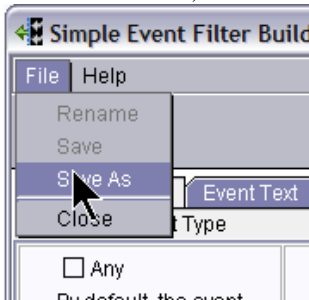 Simple Event Filter Build
File Help
Rename
Save
Save As
Event Text
Close
t Type
Any
By default, the event